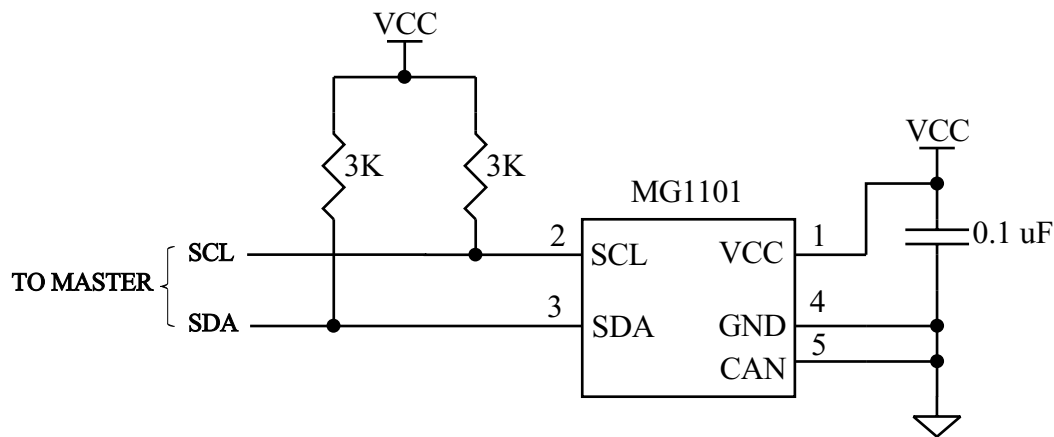 VCC
3K
3K
VCC
MG1101
0.1 uF
TO MASTER
SCL
SDA
2
3
SCL
SDA
VCC
GND
CAN
1
4
5